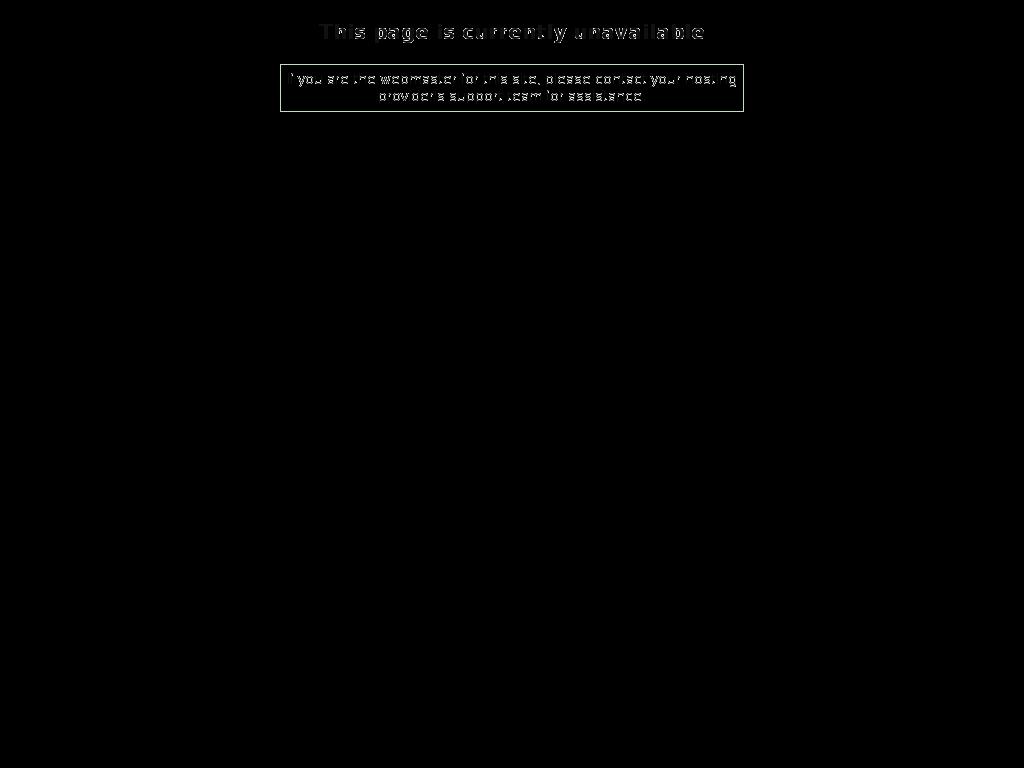 This page is currently unavailable
If you are the webmaster for this site, please contact your hosting
provider's support team for assistance